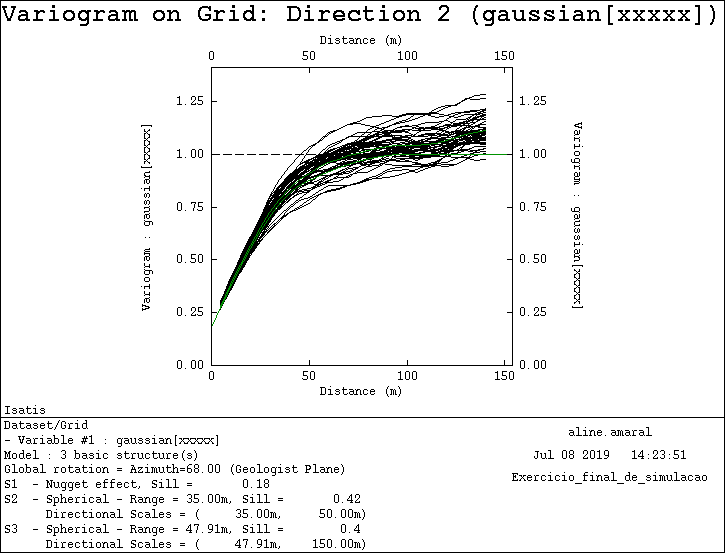 Variogram on Grid: Direction 2 (gaussian[xxxxx])
Distance (m)
0 50 100 150
1.25 1.25
1.00 1.00
0.75 0.75
0.50 0.50
0.25 0.25
0.00 0.00
Variogram : gaussian[xxxxx]
Variogram : gaussian[xxxxx]
0 50 100 150
Distance (m)
Isatis
Dataset/Grid
- Variable #1 : gaussian[xxxxx]
Model : 3 basic structure(s)
Global rotation = Azimuth=68.00 (Geologist Plane)
S1 - Nugget effect, Sill = 0.18
S2 - Spherical - Range = 35.00m, Sill = 0.42
Directional Scales = ( 35.00m, 50.00m)
S3 - Spherical - Range = 47.91m, Sill = 0.4
Directional Scales = ( 47.91m, 150.00m)
aline.amaral
Jul 08 2019 14:23:51
Exercicio_final_de_simulacao